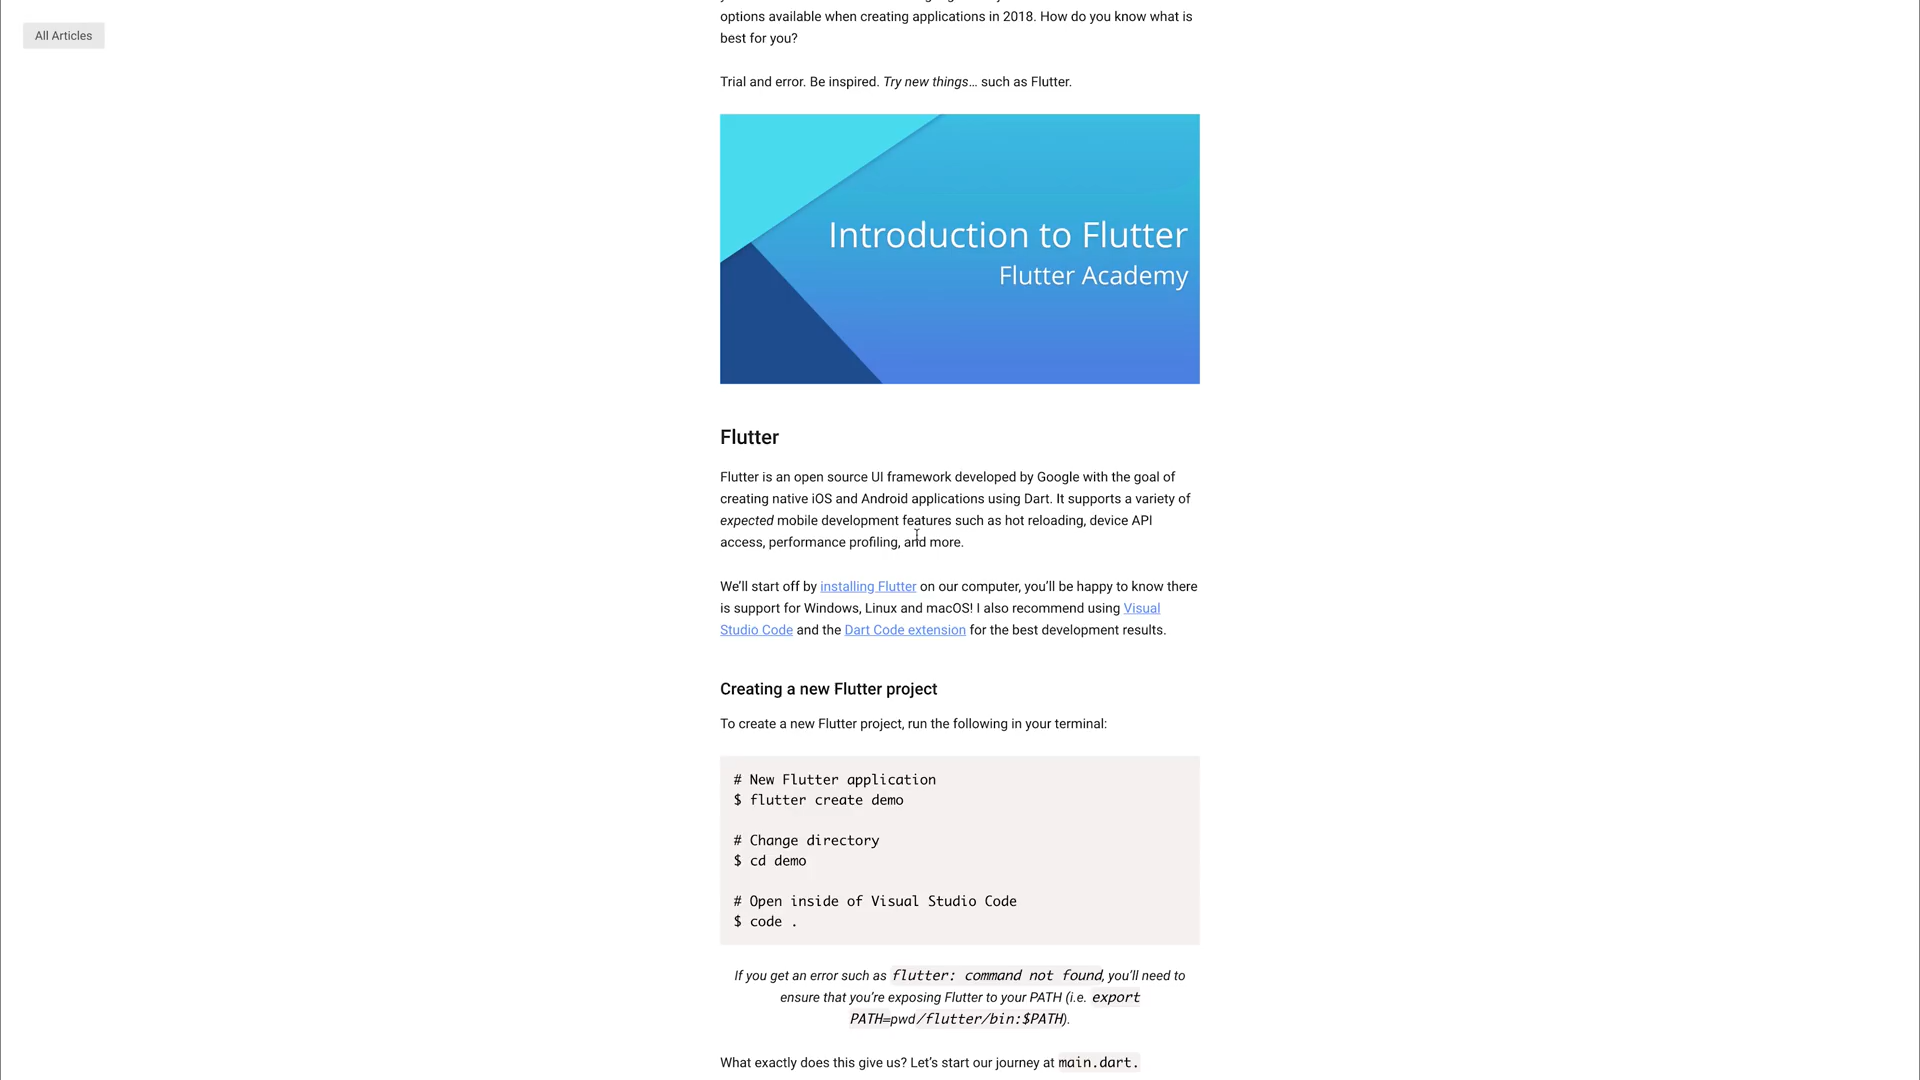 All Articles
options available when creating applications in 2018. How do you know what is
best for you?
Trial and error. Be inspired. Try new things… such as Flutter.
Introduction to Flutter
Flutter Academy
Flutter
Flutter is an open source UI framework developed by Google with the goal of
creating native iOS and Android applications using Dart. It supports a variety of
expected mobile development features such as hot reloading, device API
access, performance profiling, and more.
We’ll start off by installing Flutter on our computer, you’ll be happy to know there
is support for Windows, Linux and macOS! I also recommend using Visual
Studio Code and the Dart Code extension for the best development results.
Creating a new Flutter project
To create a new Flutter project, run the following in your terminal:
# New Flutter application
$ flutter create demo
# Change directory
$ cd demo
# Open inside of Visual Studio Code
$ code .
If you get an error such as flutter: command not found, you’ll need to
ensure that you’re exposing Flutter to your PATH (i.e. export
PATH=pwd/flutter/bin:$PATH).
What exactly does this give us? Let’s start our journey at main.dart.